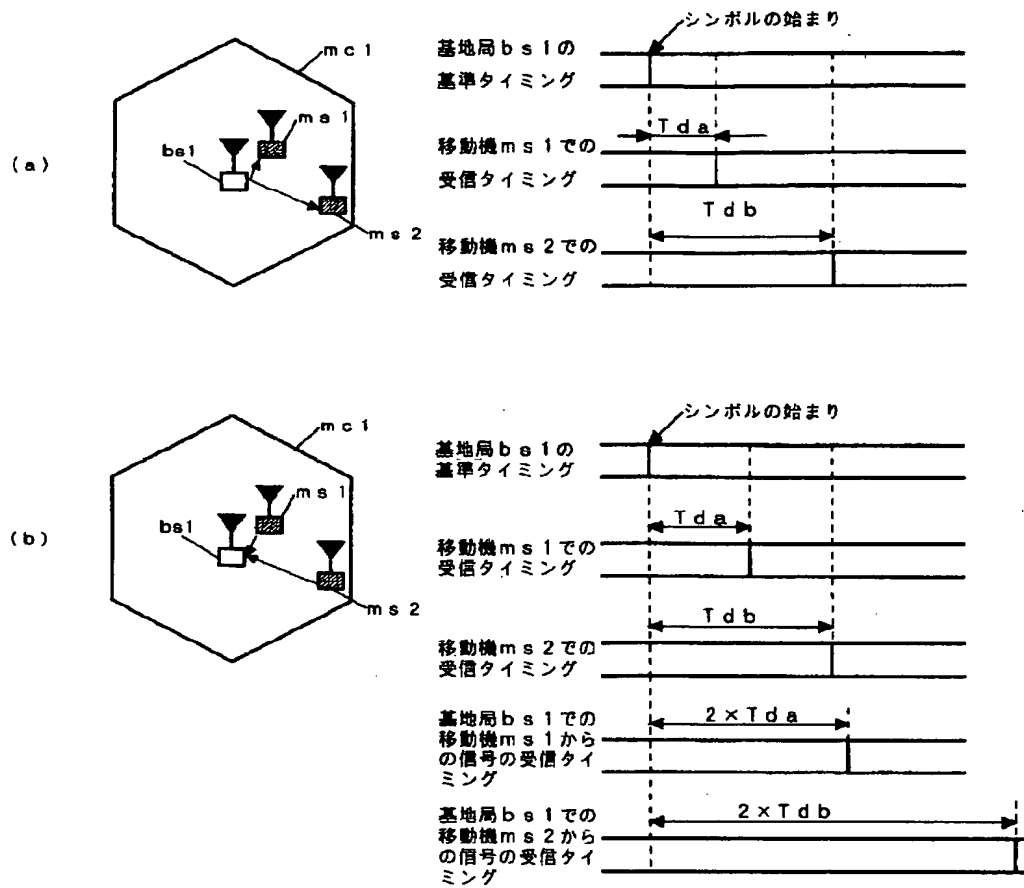 (a)
mc1
ms1
bs1
ms2
シンボルの始まり
基地局bs1の
基準タイミング
Tda
移動機ms1での
受信タイミング
Tdb
移動機ms2での
受信タイミング
(b)
mc1
ms1
bs1
ms2
シンボルの始まり
基地局bs1の
基準タイミング
Tda
移動機ms1での
受信タイミング
Tdb
移動機ms2での
受信タイミング
2×Tda
基地局bs1での
移動機ms1から
の信号の受信タイ
ミング
2×Tdb
基地局bs1での
移動機ms2から
の信号の受信タイ
ミング